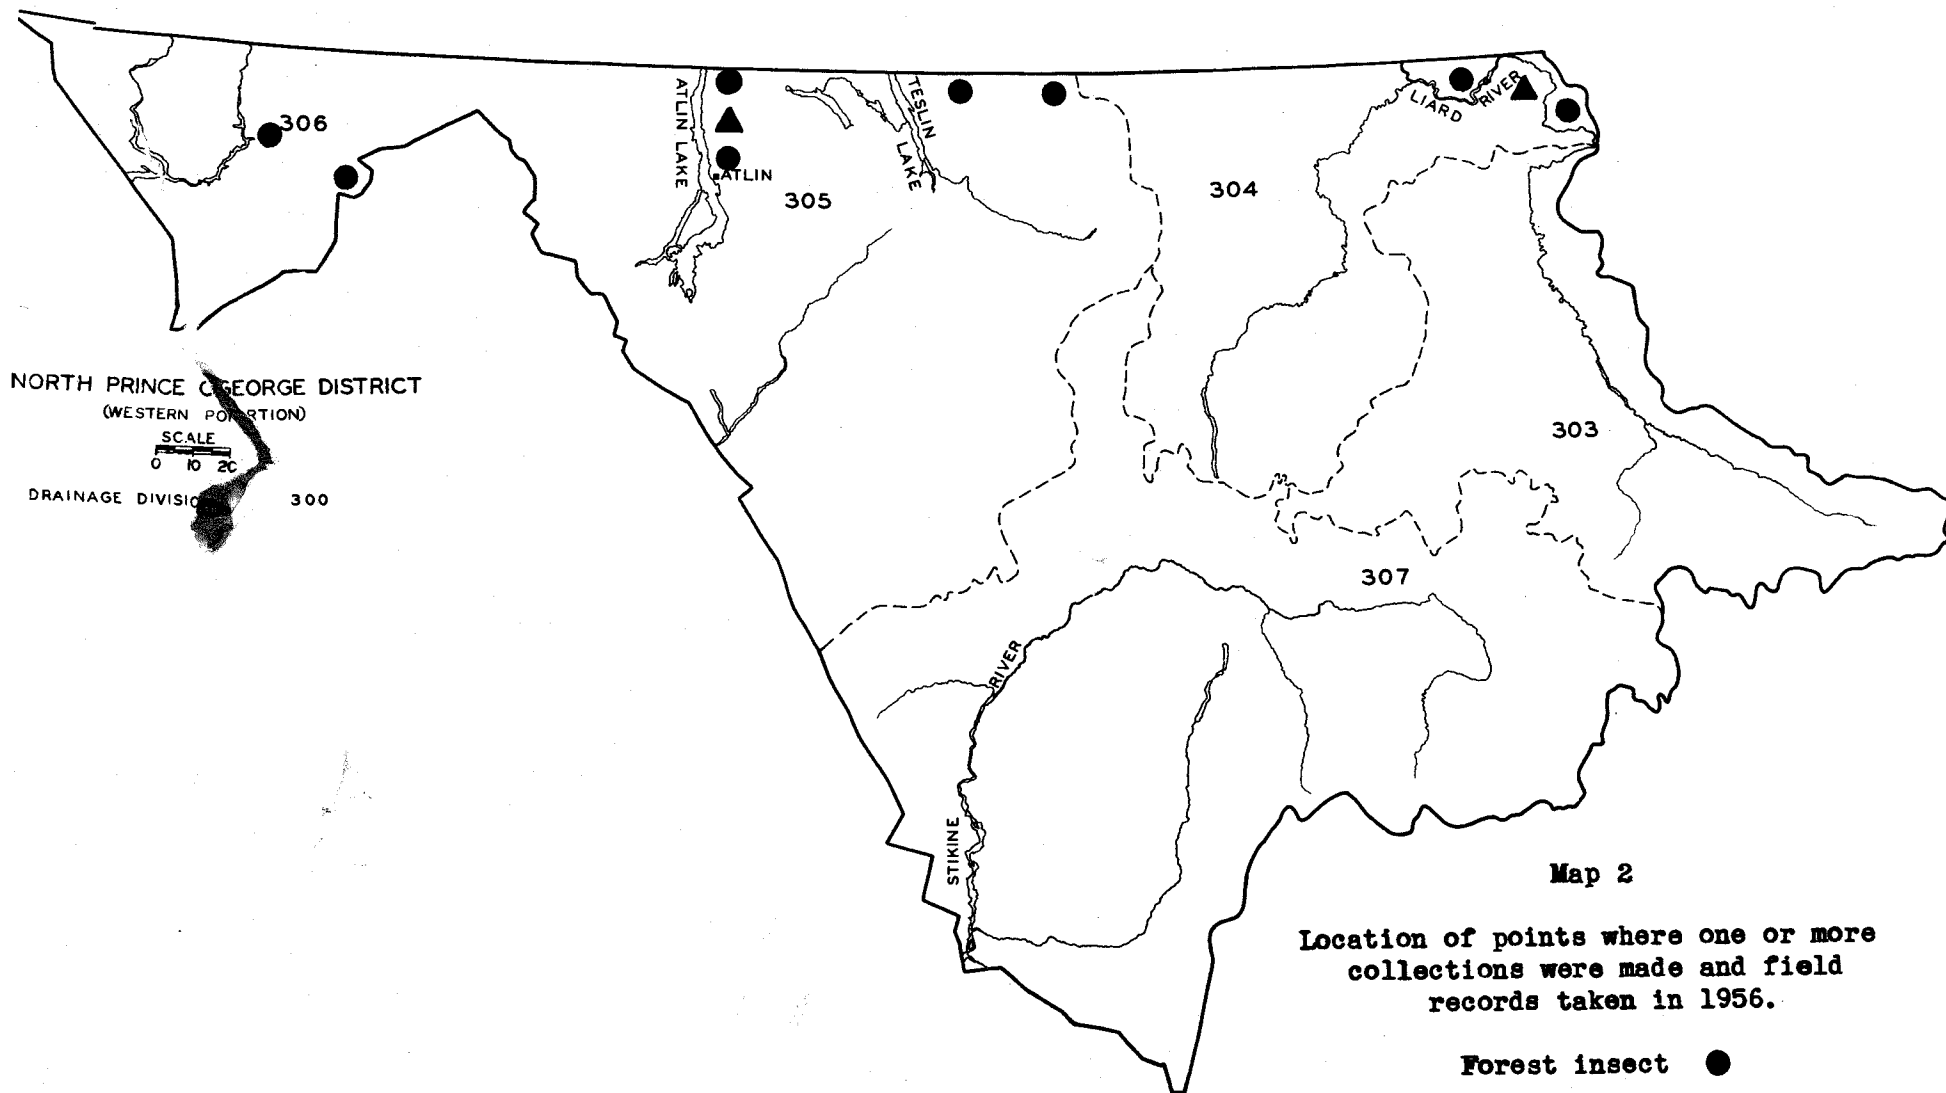 306
ATLIN LAKE
ATLIN
305
TESLIN LAKE
304
LIARD RIVER
303
307
STIKINE RIVER
NORTH PRINCE GEORGE DISTRICT
(WESTERN PORTION)
SCALE
0 10 20
DRAINAGE 300
Map 2
Location of points where one or more
collections were made and field
records taken in 1956.
Forest insect